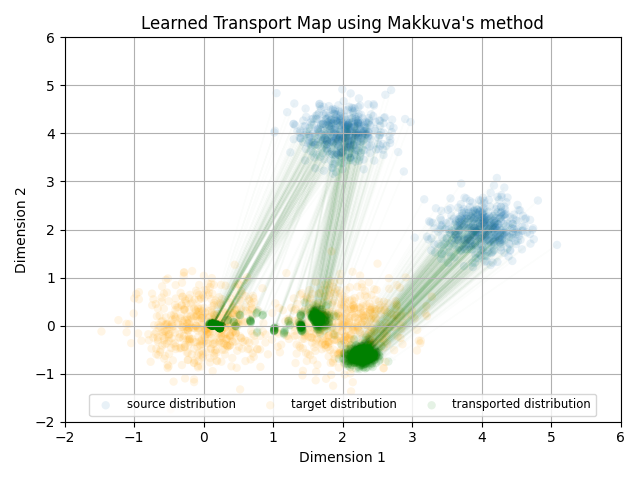 Learned Transport Map using Makkuva's method
6
5
4
3
2
1
0
−1
−2
Dimension 2
source distribution target distribution transported distribution
−2 −1 0 1 2 3 4 5 6
Dimension 1